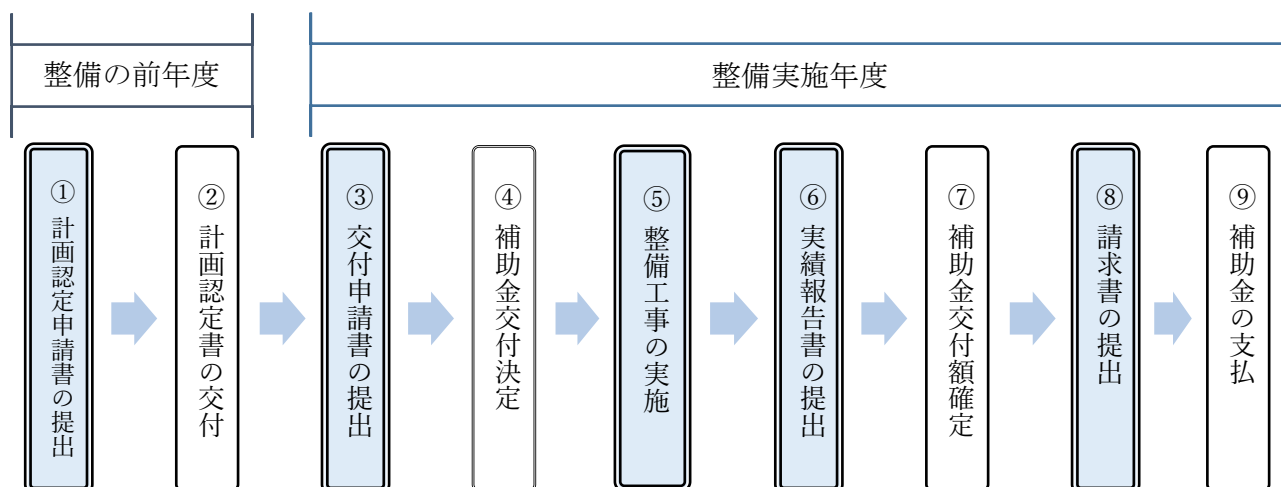 整備の前年度
整備実施年度
① 計画認定申請書の提出
② 計画認定書の交付
③ 交付申請書の提出
④ 補助金交付決定
⑤ 整備工事の実施
⑥ 実績報告書の提出
⑦ 補助金交付額確定
⑧ 請求書の提出
⑨ 補助金の支払